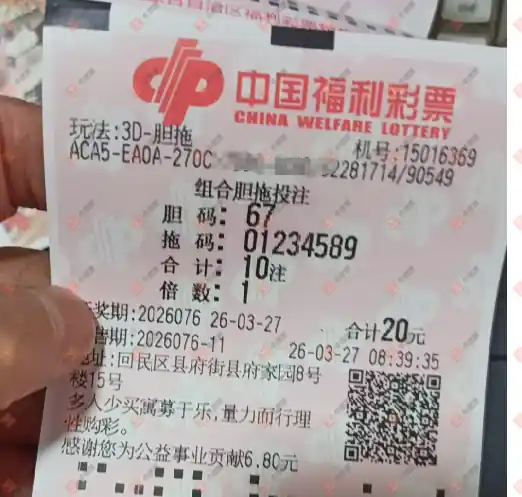 中国福利彩票
CHINA WELFARE LOTTERY
玩法:3D-胆拖
机号:15016369
ACA5-EA0A-270C 02281714/90549
组合胆拖投注
胆 码: 67
拖 码: 01234589
合 计: 10注
倍 数: 1
奖期:2026076 26-03-27 合计20元
售期:2026076-11 26-03-27 08:39:35
地址:回民区县府街县府家园8号
楼15号
多人少买寓募于乐,量力而行理
性购彩。
感谢您为公益事业贡献6.80元